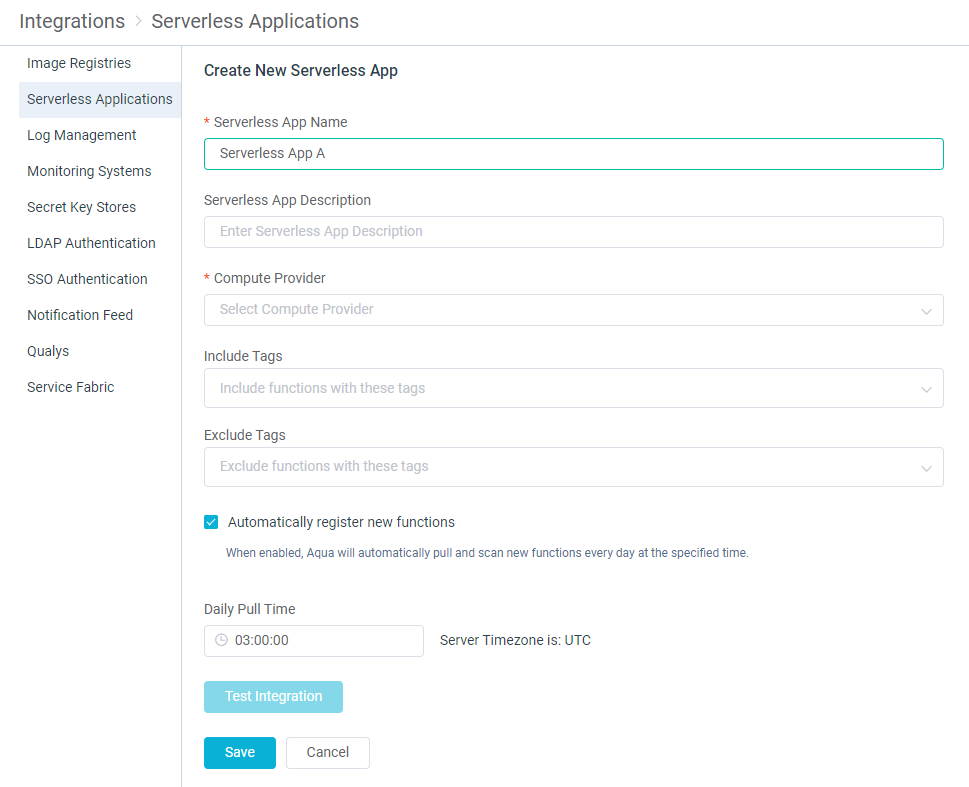 Integrations > Serverless Applications
Image Registries
Serverless Applications
Log Management
Monitoring Systems
Secret Key Stores
LDAP Authentication
SSO Authentication
Notification Feed
Qualys
Service Fabric
Create New Serverless App
* Serverless App Name
Serverless App A
Serverless App Description
Enter Serverless App Description
* Compute Provider
Select Compute Provider
Include Tags
Include functions with these tags
Exclude Tags
Exclude functions with these tags
Automatically register new functions
When enabled, Aqua will automatically pull and scan new functions every day at the specified time.
Daily Pull Time
03:00:00 Server Timezone is: UTC
Test Integration
Save Cancel